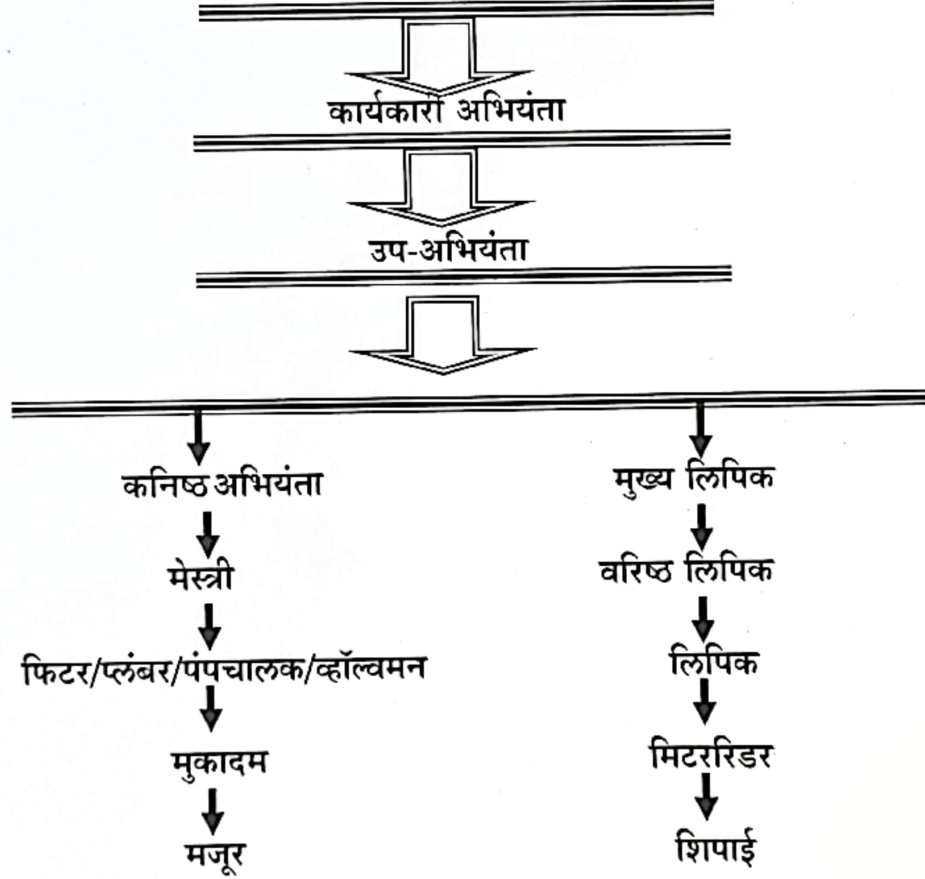 कार्यकारी अभियंता
उप-अभियंता
कनिष्ठ अभियंता
मेस्त्री
फिटर/प्लंबर/पंपचालक/व्हॉल्वमन
मुकादम
मजूर
मुख्य लिपिक
वरिष्ठ लिपिक
लिपिक
मिटररिडर
शिपाई